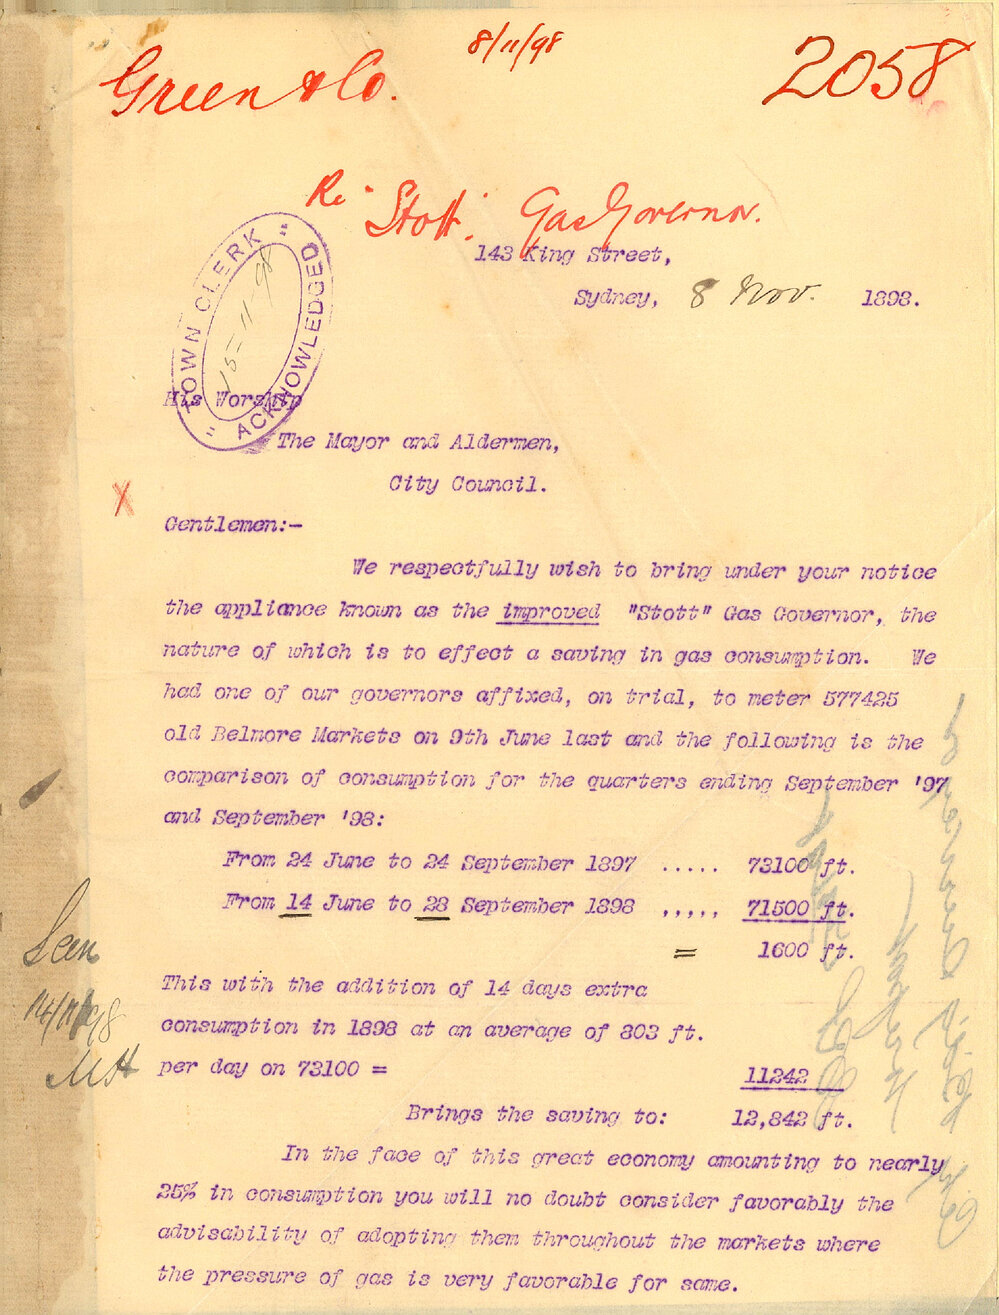 8/11/98
Green & Co.
2058
Re "Stott" Gas Governor.
143 King Street,
Sydney, 8 Nov. 1898.
TOWN CLERK
15-11-98
ACKNOWLEDGED
His Worship
The Mayor and Aldermen,
City Council.
X
Gentlemen:-
We respectfully wish to bring under your notice
the appliance known as the improved "Stott" Gas Governor, the
nature of which is to effect a saving in gas consumption. We
had one of our governors affixed, on trial, to meter 577425
old Belmore Markets on 9th June last and the following is the
comparison of consumption for the quarters ending September '97
and September '98:
From 24 June to 24 September 1897 ..... 73100 ft.
From 14 June to 28 September 1898 ,,,,, 71500 ft.
= 1600 ft.
Seen
14/11/98
MH
This with the addition of 14 days extra
consumption in 1898 at an average of 803 ft.
per day on 73100 = 11242
Brings the saving to: 12,842 ft.
In the face of this great economy amounting to nearly
25% in consumption you will no doubt consider favorably the
advisability of adopting them throughout the markets where
the pressure of gas is very favorable for same.